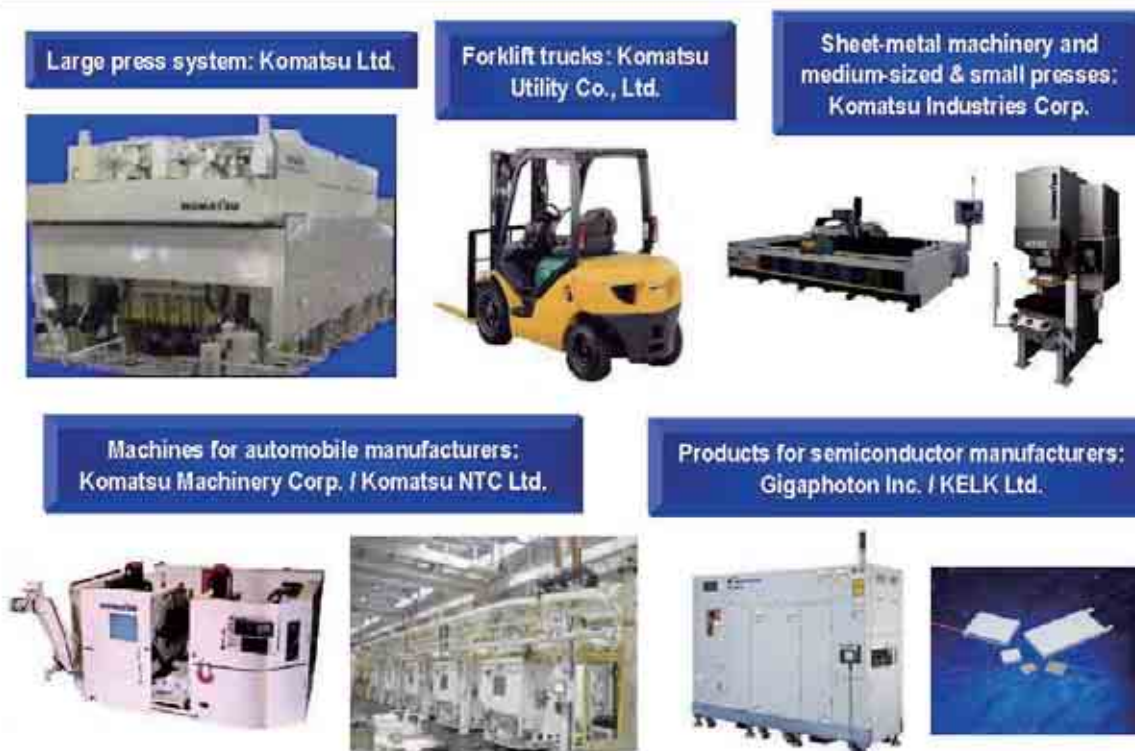 Large press system: Komatsu Ltd.
Forklift trucks: Komatsu
Utility Co., Ltd.
Sheet-metal machinery and
medium-sized & small presses:
Komatsu Industries Corp.
KOMATSU
KOMATSU
Machines for automobile manufacturers:
Komatsu Machinery Corp. / Komatsu NTC Ltd.
Products for semiconductor manufacturers:
Gigaphoton Inc. / KELK Ltd.
KOMATSU